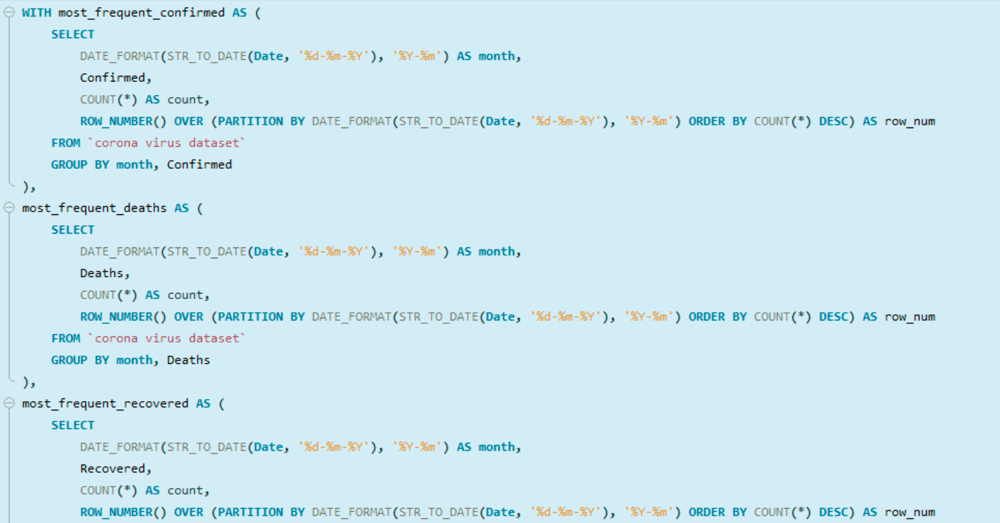 WITH most_frequent_confirmed AS (
    SELECT
        DATE_FORMAT(STR_TO_DATE(Date, '%d-%m-%Y'), '%Y-%m') AS month,
        Confirmed,
        COUNT(*) AS count,
        ROW_NUMBER() OVER (PARTITION BY DATE_FORMAT(STR_TO_DATE(Date, '%d-%m-%Y'), '%Y-%m') ORDER BY COUNT(*) DESC) AS row_num
    FROM `corona virus dataset`
    GROUP BY month, Confirmed
),
most_frequent_deaths AS (
    SELECT
        DATE_FORMAT(STR_TO_DATE(Date, '%d-%m-%Y'), '%Y-%m') AS month,
        Deaths,
        COUNT(*) AS count,
        ROW_NUMBER() OVER (PARTITION BY DATE_FORMAT(STR_TO_DATE(Date, '%d-%m-%Y'), '%Y-%m') ORDER BY COUNT(*) DESC) AS row_num
    FROM `corona virus dataset`
    GROUP BY month, Deaths
),
most_frequent_recovered AS (
    SELECT
        DATE_FORMAT(STR_TO_DATE(Date, '%d-%m-%Y'), '%Y-%m') AS month,
        Recovered,
        COUNT(*) AS count,
        ROW_NUMBER() OVER (PARTITION BY DATE_FORMAT(STR_TO_DATE(Date, '%d-%m-%Y'), '%Y-%m') ORDER BY COUNT(*) DESC) AS row_num